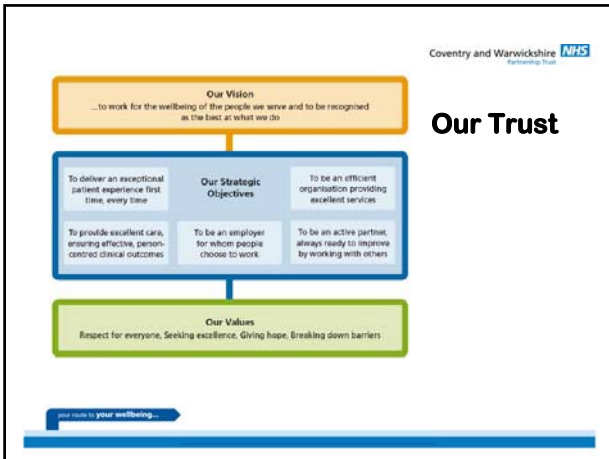 Coventry and Warwickshire NHS
Partnership Trust
Our Trust
Our Vision
...to work for the wellbeing of the people we serve and to be recognised
as the best at what we do
To deliver an exceptional
patient experience first
time, every time
Our Strategic
Objectives
To be an efficient
organisation providing
excellent services
To provide excellent care,
ensuring effective, person-
centred clinical outcomes
To be an employer
for whom people
choose to work
To be an active partner,
always ready to improve
by working with others
Our Values
Respect for everyone, Seeking excellence, Giving hope, Breaking down barriers
your route to your wellbeing...